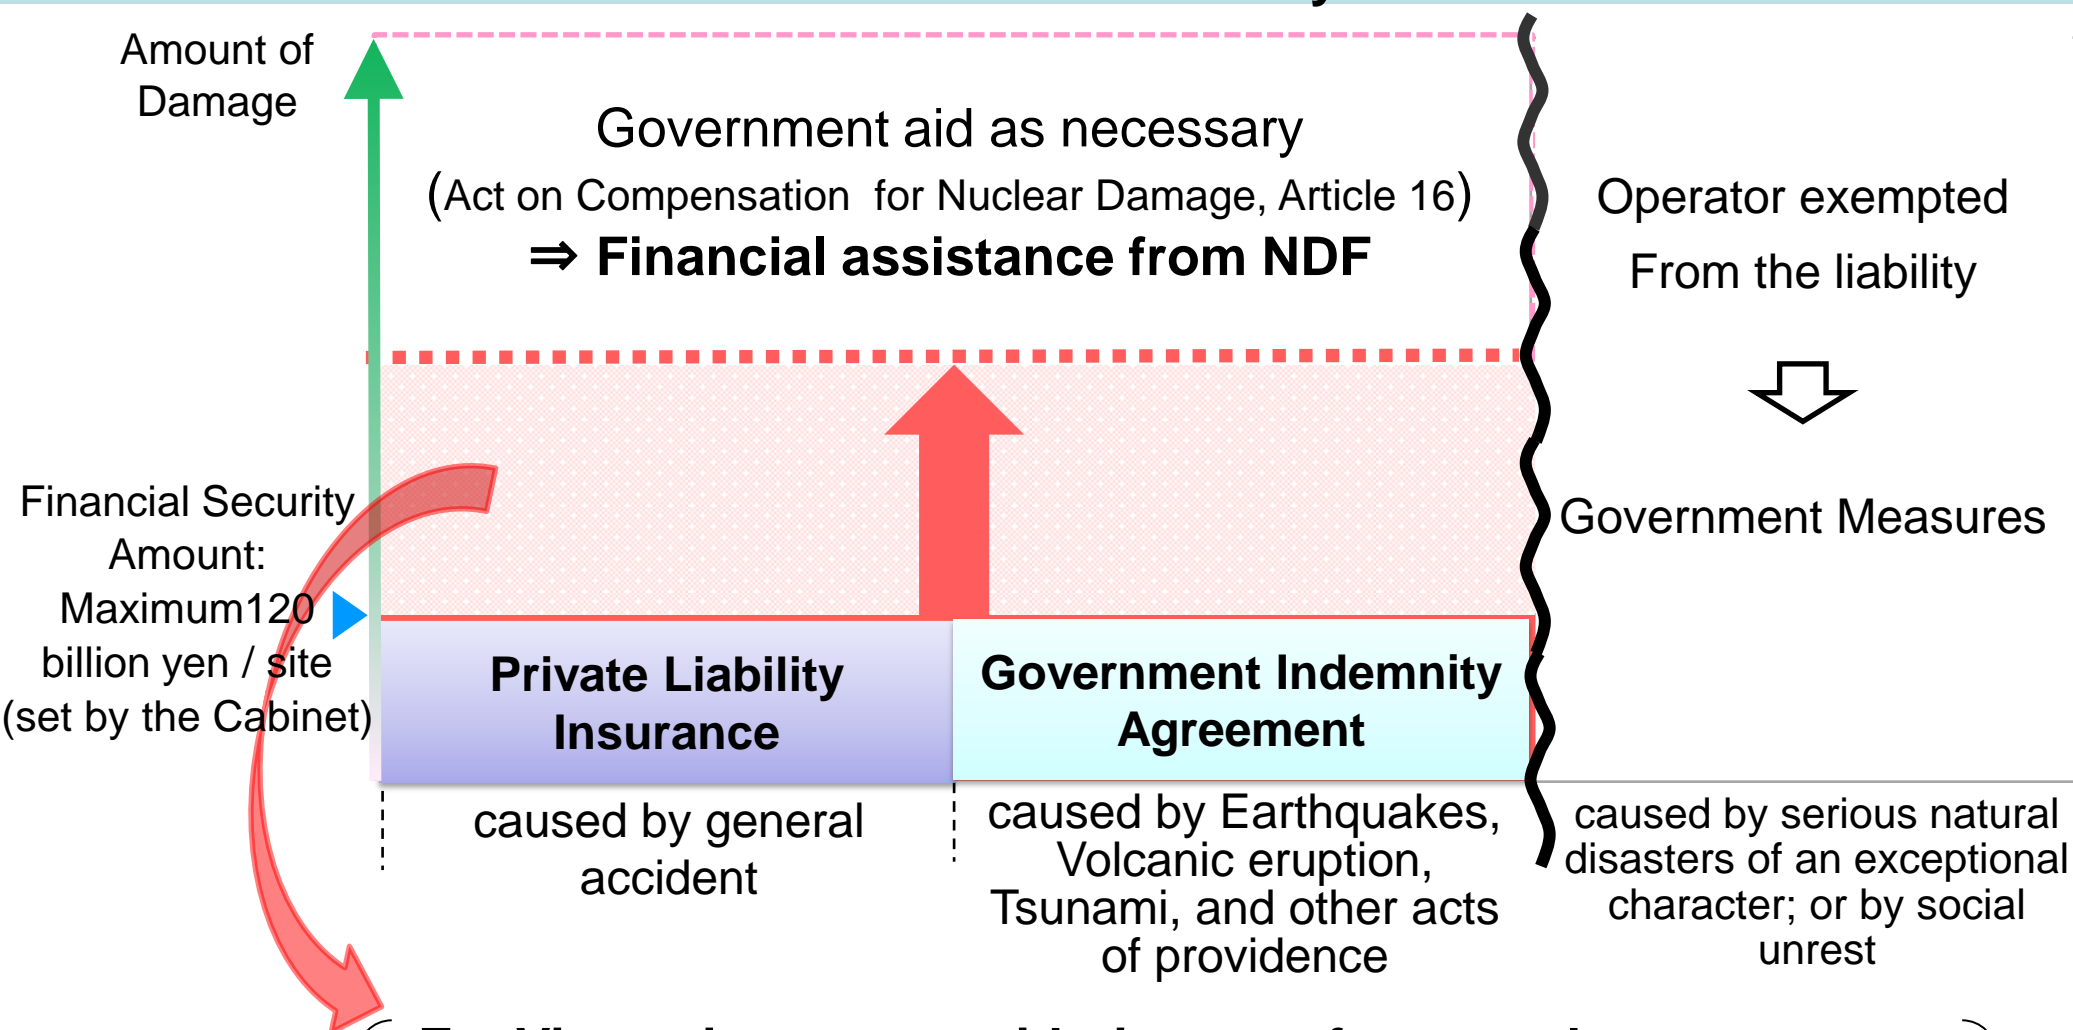 Amount of
Damage
Government aid as necessary
(Act on Compensation for Nuclear Damage, Article 16)
⇒ Financial assistance from NDF
Operator exempted
From the liability
Financial Security
Amount:
Maximum120
billion yen / site
(set by the Cabinet)
Government Measures
Private Liability
Insurance
Government Indemnity
Agreement
caused by general
accident
caused by Earthquakes,
Volcanic eruption,
Tsunami, and other acts
of providence
caused by serious natural
disasters of an exceptional
character; or by social
unrest